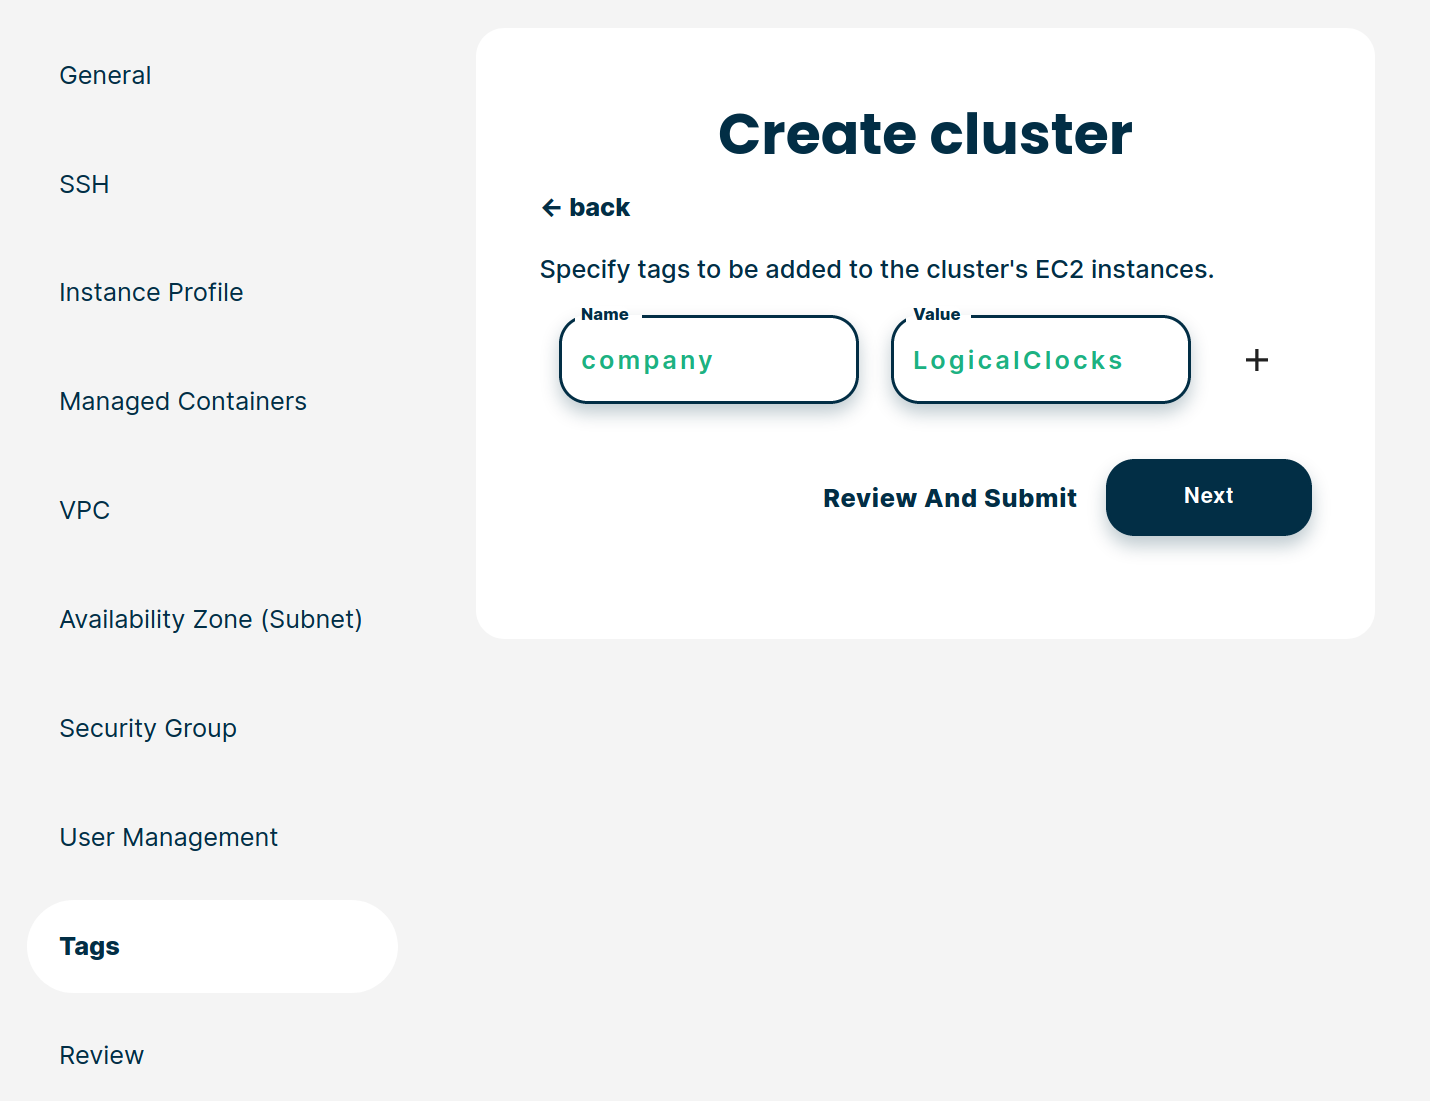 General
SSH
Instance Profile
Managed Containers
VPC
Availability Zone (Subnet)
Security Group
User Management
Tags
Review
Create cluster
← back
Specify tags to be added to the cluster's EC2 instances.
Name
company
Value
LogicalClocks
+
Review And Submit
Next